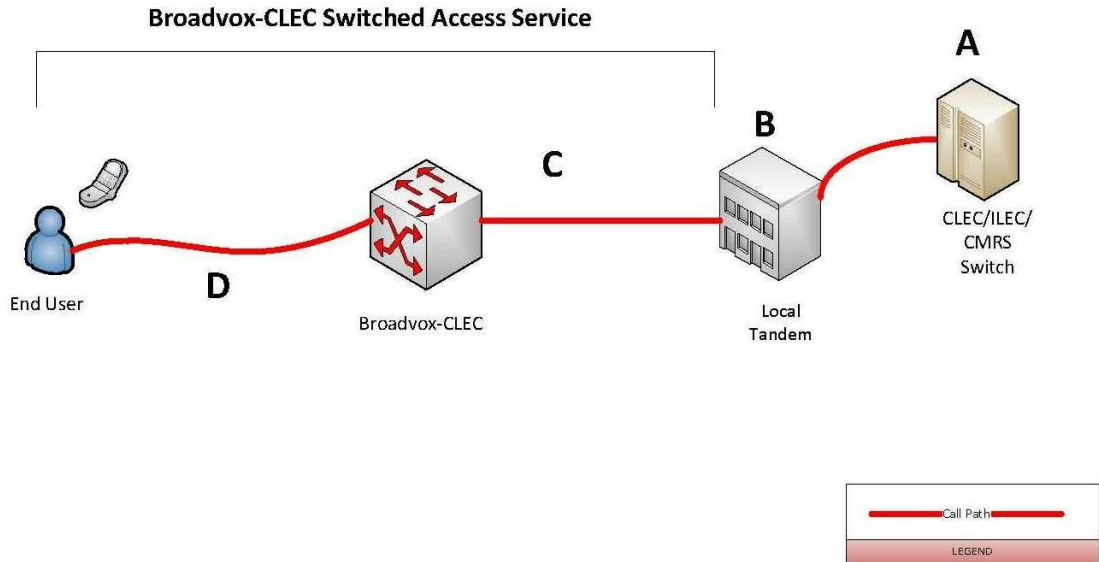 Broadvox-CLEC Switched Access Service
A
B
C
D
CLEC/ILEC/
CMRS
Switch
End User
Broadvox-CLEC
Local
Tandem
Call Path
LEGEND